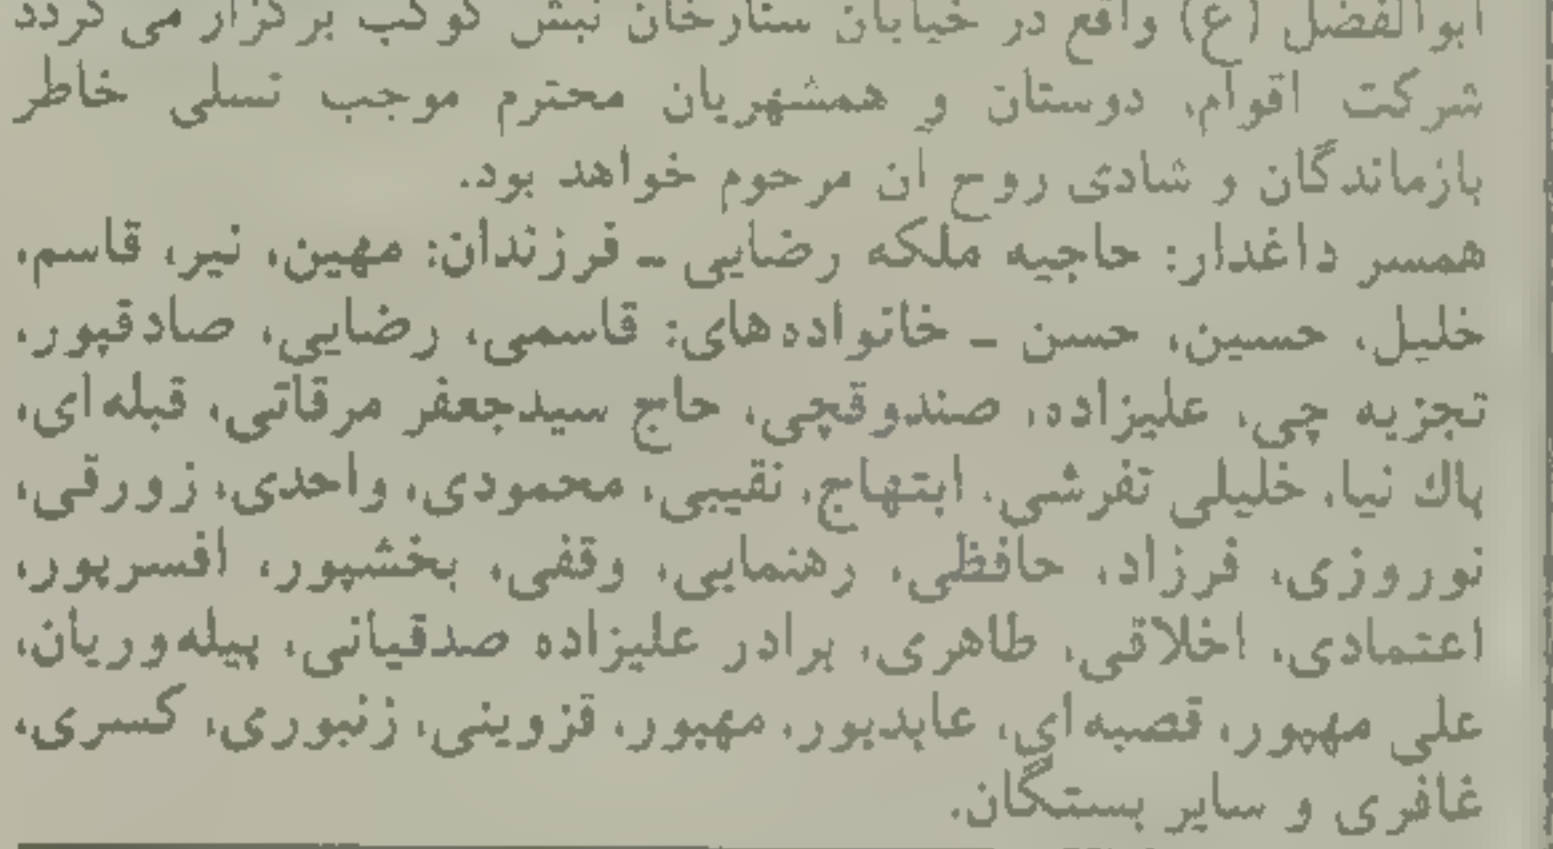 ابوالفضل (ع) واقع در خیابان ستارخان نبش کوکب برگزار می گردد
شرکت اقوام، دوستان و همشهریان محترم موجب تسلی خاطر
بازماندگان و شادی روح آن مرحوم خواهد بود.
همسر داغدار: حاجیه ملکه رضایی ـ فرزندان: مهین، نیر، قاسم،
خلیل، حسین، حسن ـ خانواده‌های: قاسمی، رضایی، صادقپور،
تجزیه چی، علیزاده، صندوقچی، حاج سیدجعفر مرقاتی، قبله‌ای،
پاك نیا، خلیلی تفرشی، ابتهاج، نقیبی، محمودی، واحدی، زورقی،
نوروزی، فرزاد، حافظی، رهنمایی، وقفی، بخشپور، افسرپور،
اعتمادی، اخلاقی، طاهری، برادر علیزاده صدقیانی، پیله‌وریان،
علی مهپور، قصبه‌ای، عابدپور، مهپور، قزوینی، زنبوری، کسری،
غافری و سایر بستگان.